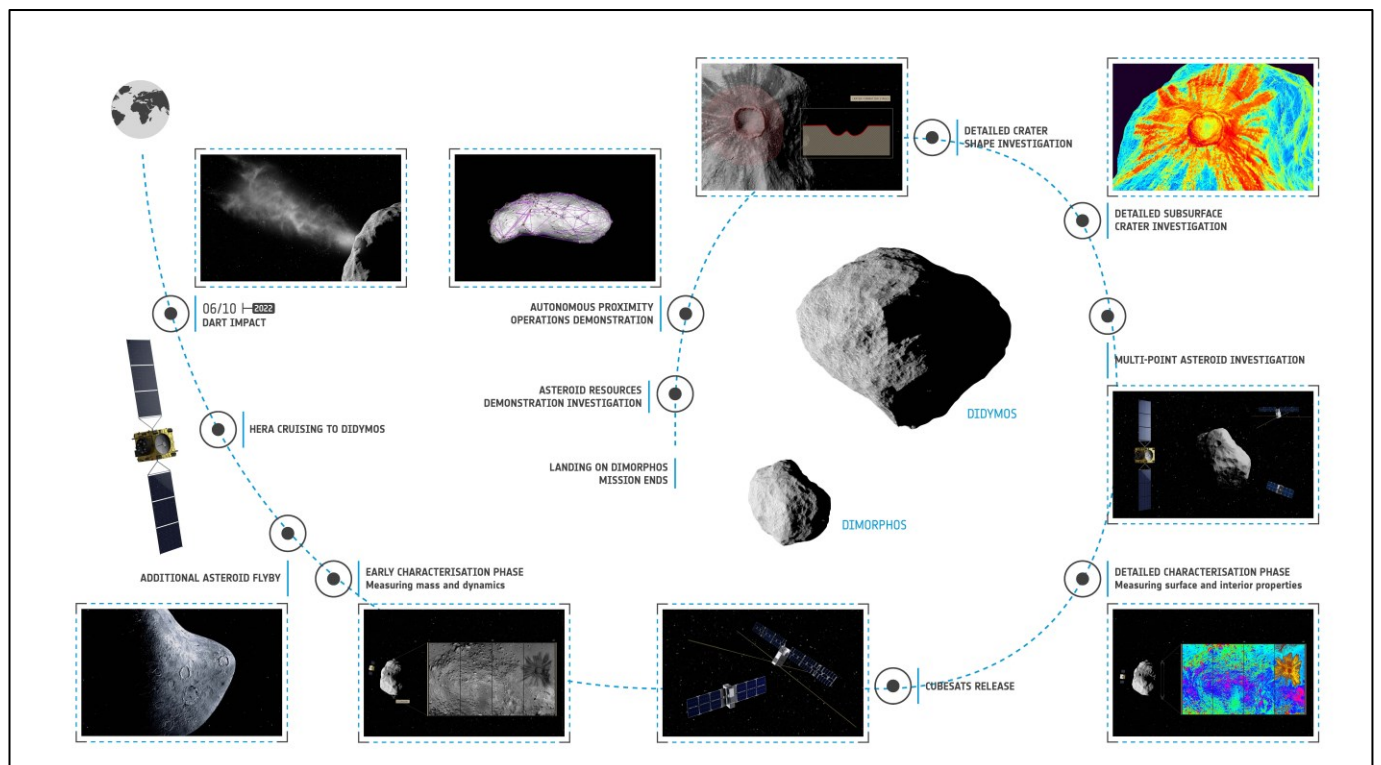 06/10 2022
DART IMPACT
HERA CRUISING TO DIDYMOS
ADDITIONAL ASTEROID FLYBY
EARLY CHARACTERISATION PHASE
Measuring mass and dynamics
CUBESATS RELEASE
DETAILED CHARACTERISATION PHASE
Measuring surface and interior properties
MULTI-POINT ASTEROID INVESTIGATION
DETAILED SUBSURFACE
CRATER INVESTIGATION
DETAILED CRATER
SHAPE INVESTIGATION
AUTONOMOUS PROXIMITY
OPERATIONS DEMONSTRATION
ASTEROID RESOURCES
DEMONSTRATION INVESTIGATION
LANDING ON DIMORPHOS
MISSION ENDS
DIDYMOS
DIMORPHOS